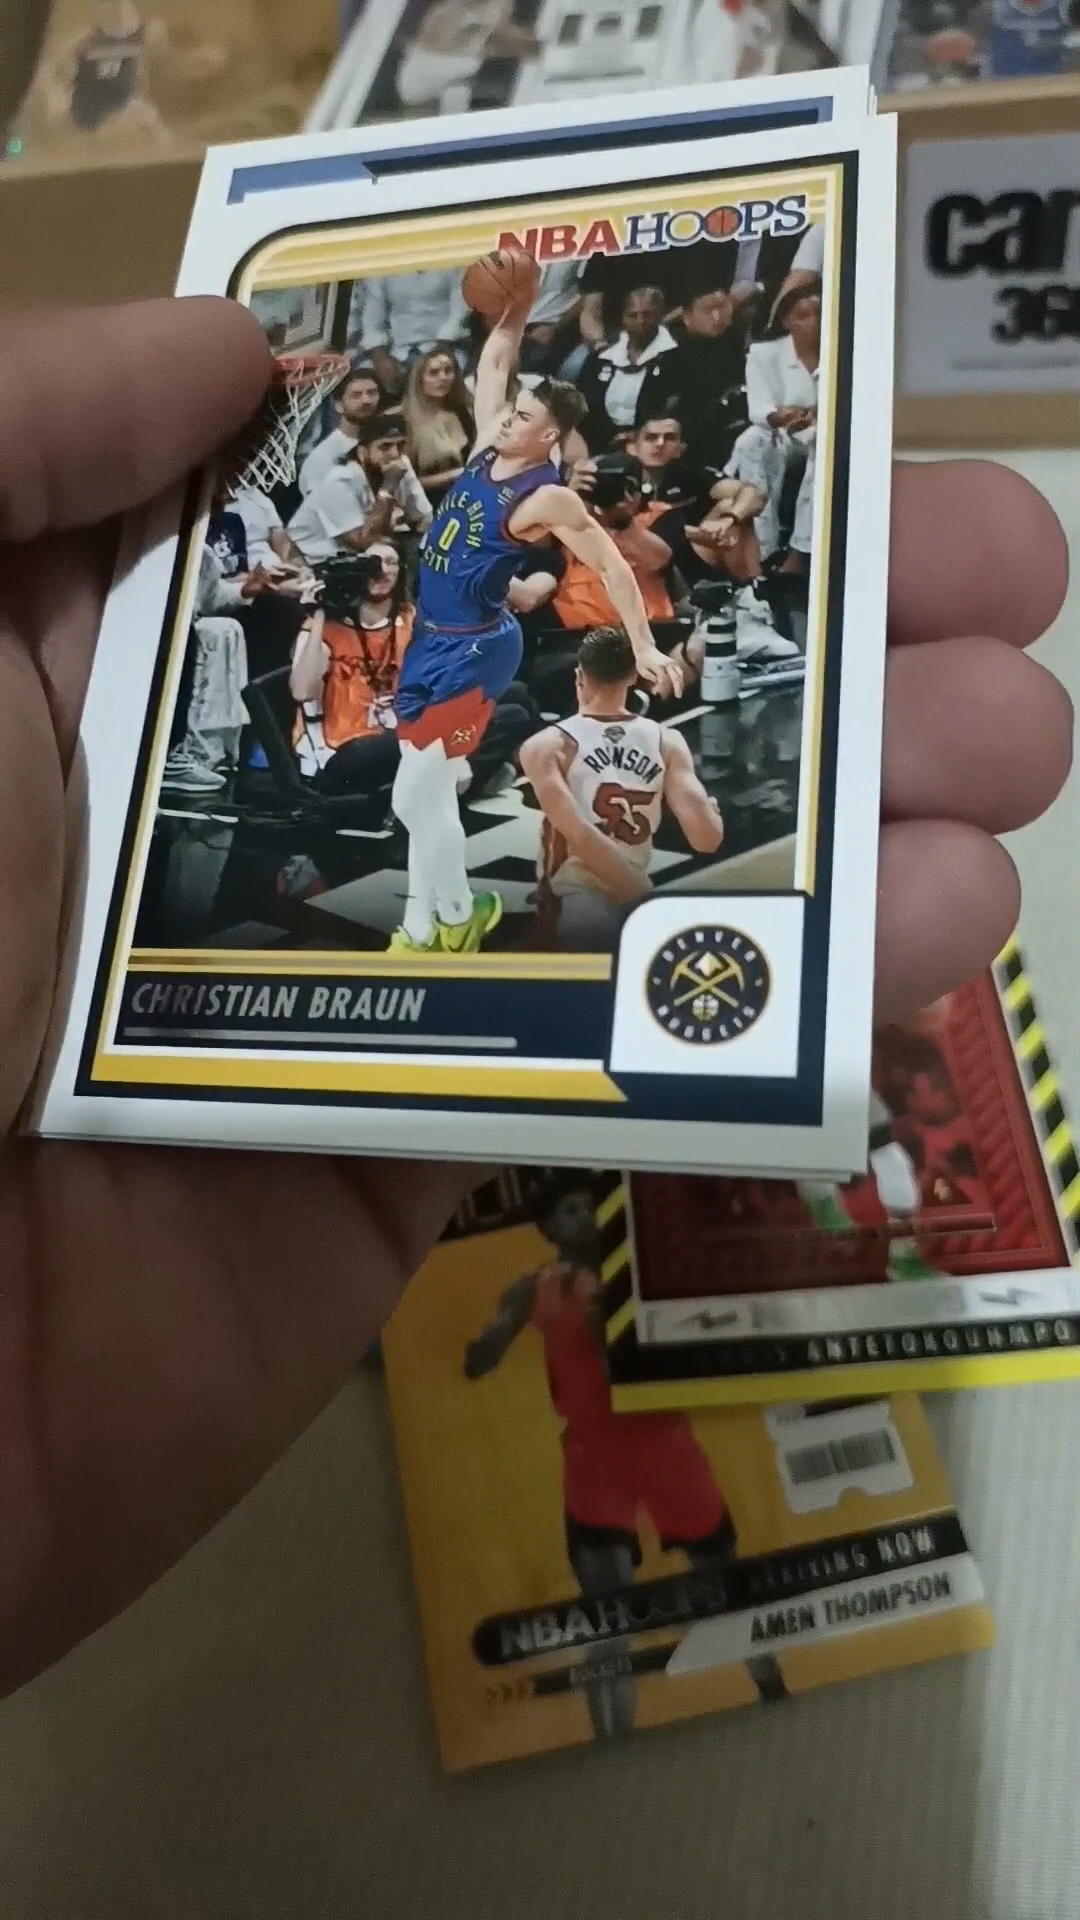 car
36
NBA HOOPS
MILE HIGH
0
CITY
ROBINSON
55
DENVER
NUGGETS
CHRISTIAN BRAUN
ANTETOKOUNMPO
ARRIVING NOW
NBA HOOPS
AMEN THOMPSON
ROCKETS